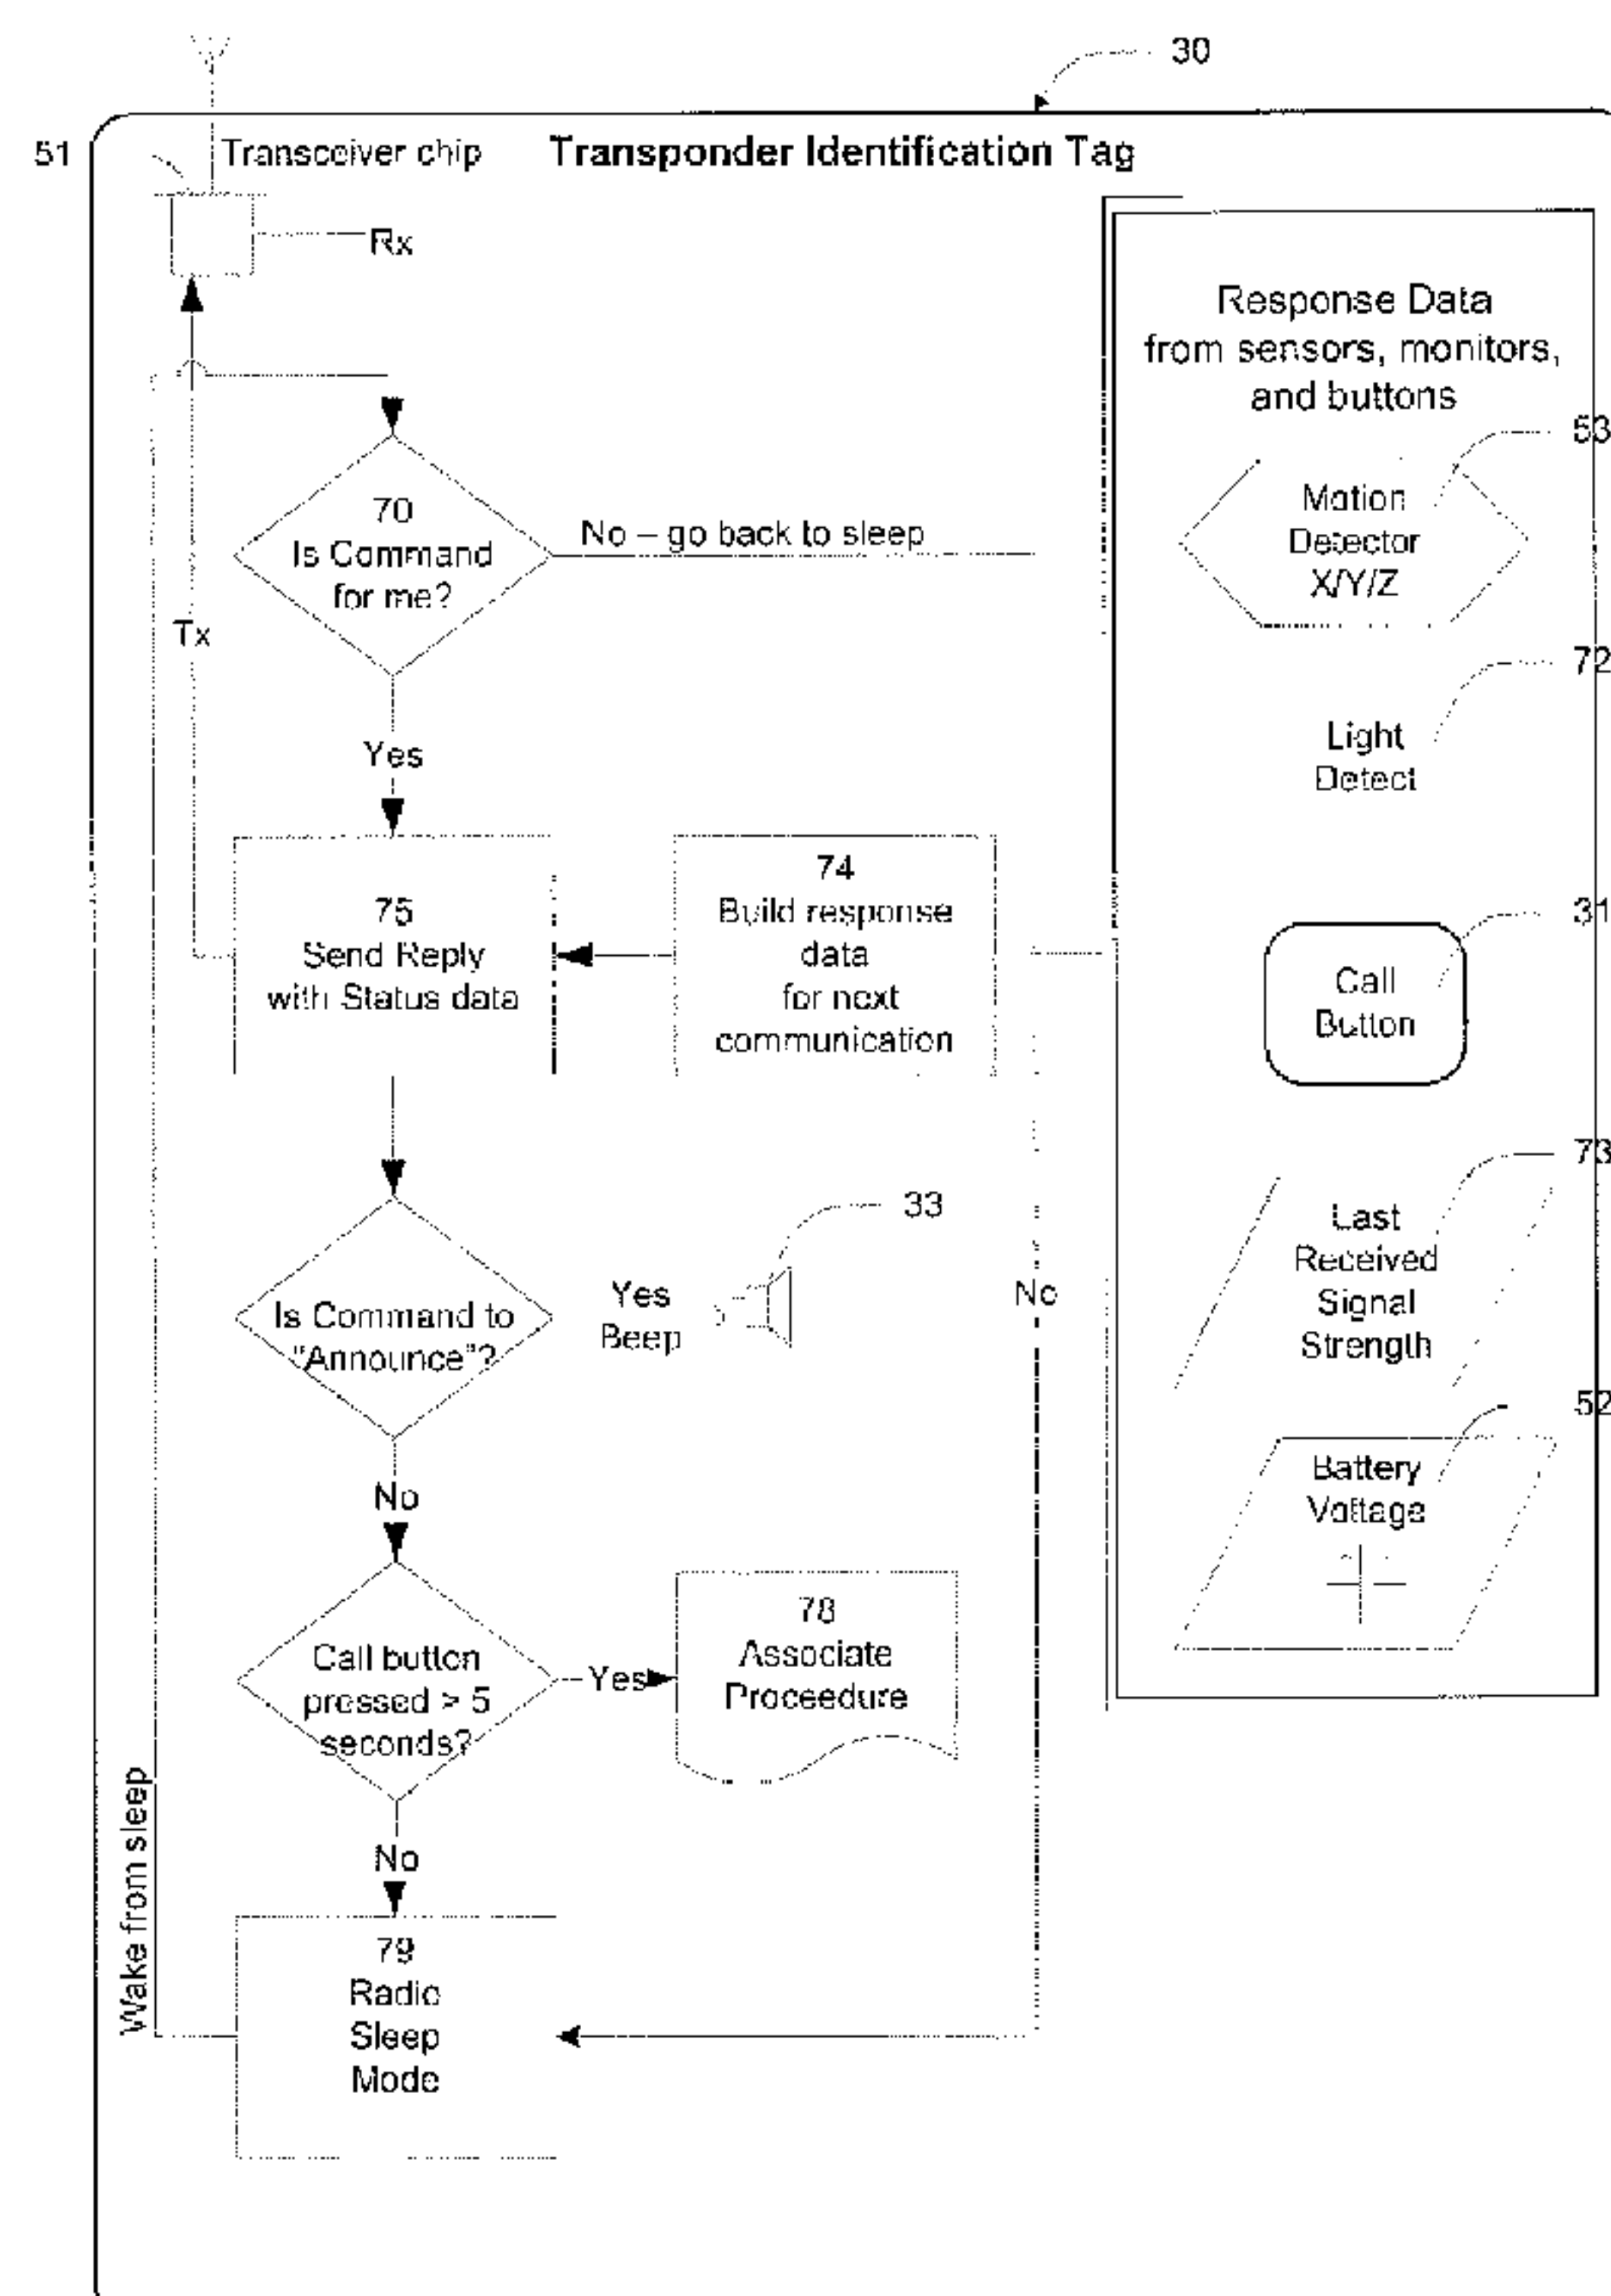 30
51
Transceiver chip
Transponder Identification Tag
Rx
Response Data
from sensors, monitors,
and buttons
53
Motion
Detector
X/Y/Z
70
Is Command
for me?
No – go back to sleep
Tx
72
Light
Detect
Yes
75
Send Reply
with Status data
74
Build response
data
for next
communication
31
Call
Button
73
Last
Received
Signal
Strength
33
Yes
Beep
No
Is Command to
"Announce"?
52
Battery
Voltage
No
Call button
pressed > 5
seconds?
Yes
78
Associate
Proceedure
No
Wake from sleep
79
Radio
Sleep
Mode